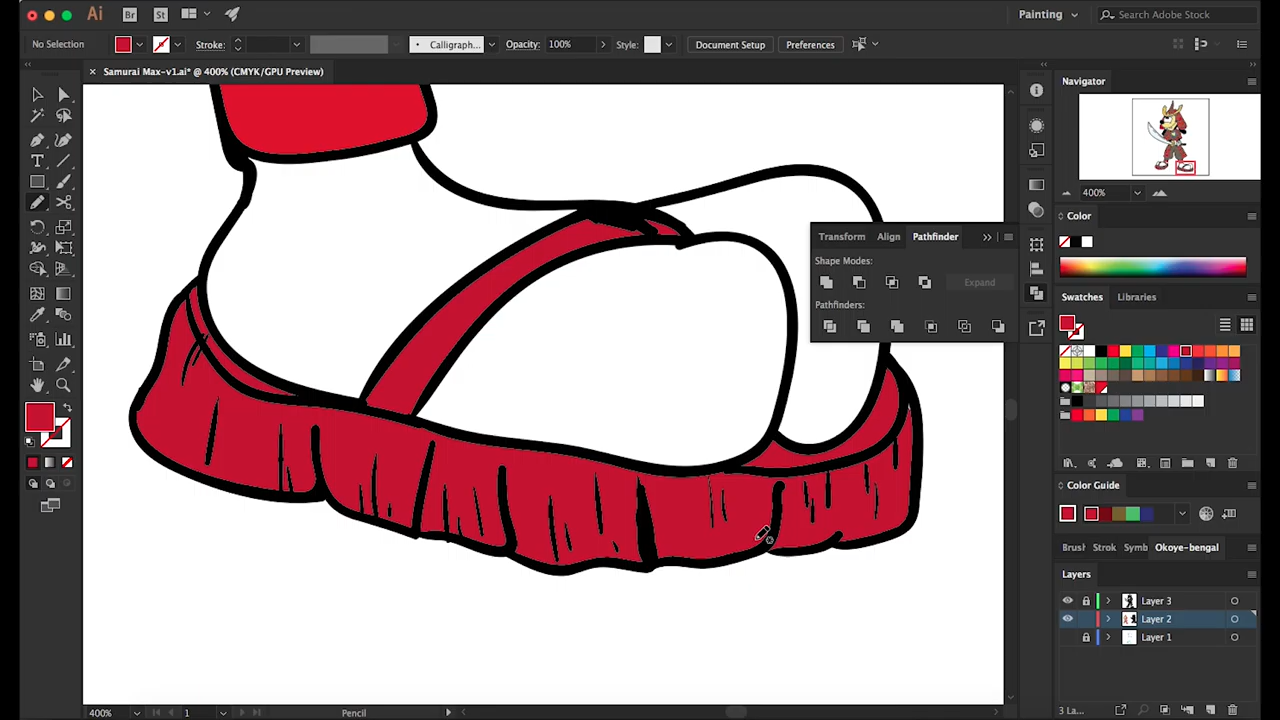 Ai Br St Painting Search Adobe Stock
No Selection Stroke: Calligrap... Opacity: 100% Style: Document Setup Preferences
× Samurai Max-v1.ai* @ 400% (CMYK/GPU Preview)
Navigator
400%
Color
Transform Align Pathfinder
Shape Modes:
Expand
Pathfinders:
Swatches Libraries
Color Guide
Brush Strok Symb Okoye-bengal
Layers
Layer 3
Layer 2
Layer 1
400% 1 Pencil 3 La...